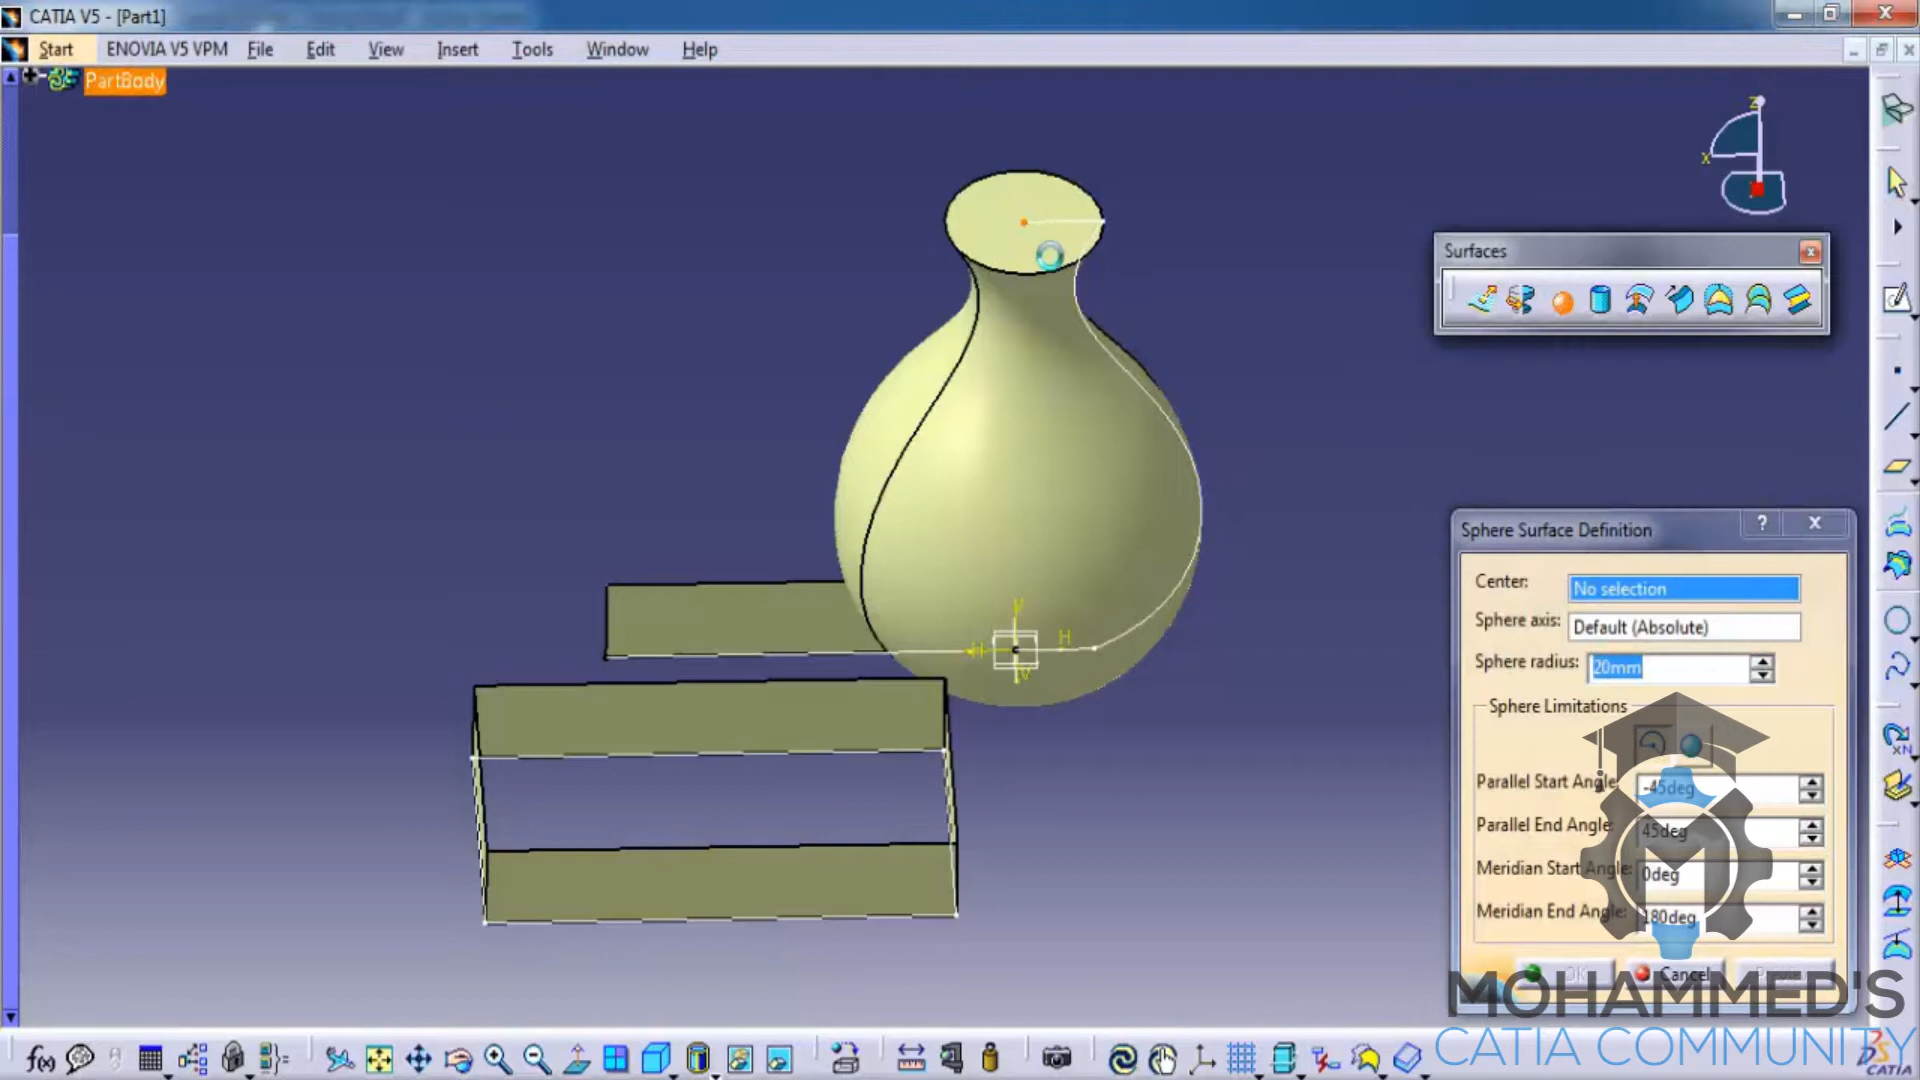 CATIA V5 - [Part1]
Start ENOVIA V5 VPM File Edit View Insert Tools Window Help
PartBody
z
x
Surfaces
Sphere Surface Definition
Center: No selection
Sphere axis: Default (Absolute)
Sphere radius: 20mm
Sphere Limitations
Parallel Start Angle: -45deg
Parallel End Angle: 45deg
Meridian Start Angle: 0deg
Meridian End Angle: 180deg
OK Cancel
y
H H
V
MOHAMMED'S
CATIA COMMUNITY
f(x)
CATIA